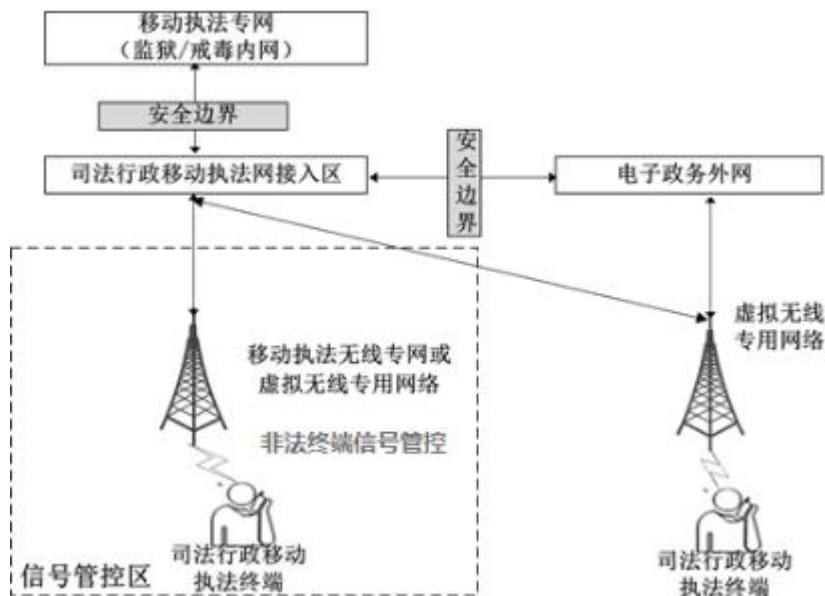 移动执法专网
（监狱/戒毒内网）
安全边界
司法行政移动执法网接入区
安全边界
电子政务外网
虚拟无线
专用网络
移动执法无线专网或
虚拟无线专用网络
非法终端信号管控
司法行政移动
执法终端
信号管控区
司法行政移动
执法终端